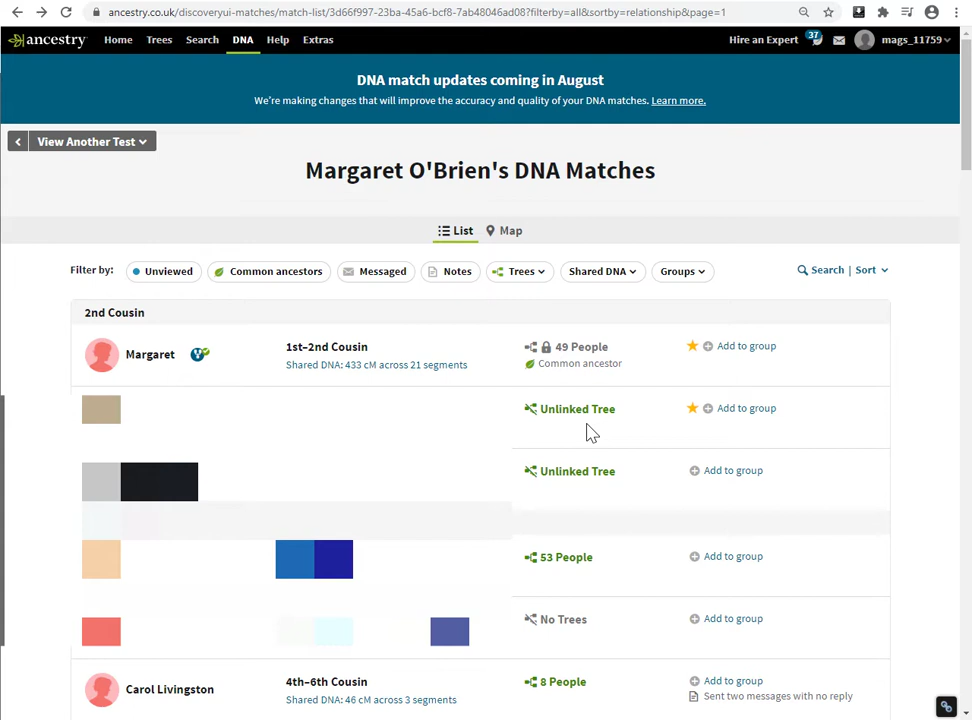 ancestry.co.uk/discoveryui-matches/match-list/3d66f997-23ba-45a6-bcf8-7ab48046ad08?filterby=all&sortby=relationship&page=1
ancestry Home Trees Search DNA Help Extras Hire an Expert 37 mags_11759
DNA match updates coming in August
We're making changes that will improve the accuracy and quality of your DNA matches. Learn more.
View Another Test
Margaret O'Brien's DNA Matches
List Map
Filter by: Unviewed Common ancestors Messaged Notes Trees Shared DNA Groups Search | Sort
2nd Cousin
Margaret 1st–2nd Cousin 49 People Add to group
Shared DNA: 433 cM across 21 segments Common ancestor
Unlinked Tree Add to group
Unlinked Tree Add to group
53 People Add to group
No Trees Add to group
Carol Livingston 4th–6th Cousin 8 People Add to group
Shared DNA: 46 cM across 3 segments Sent two messages with no reply